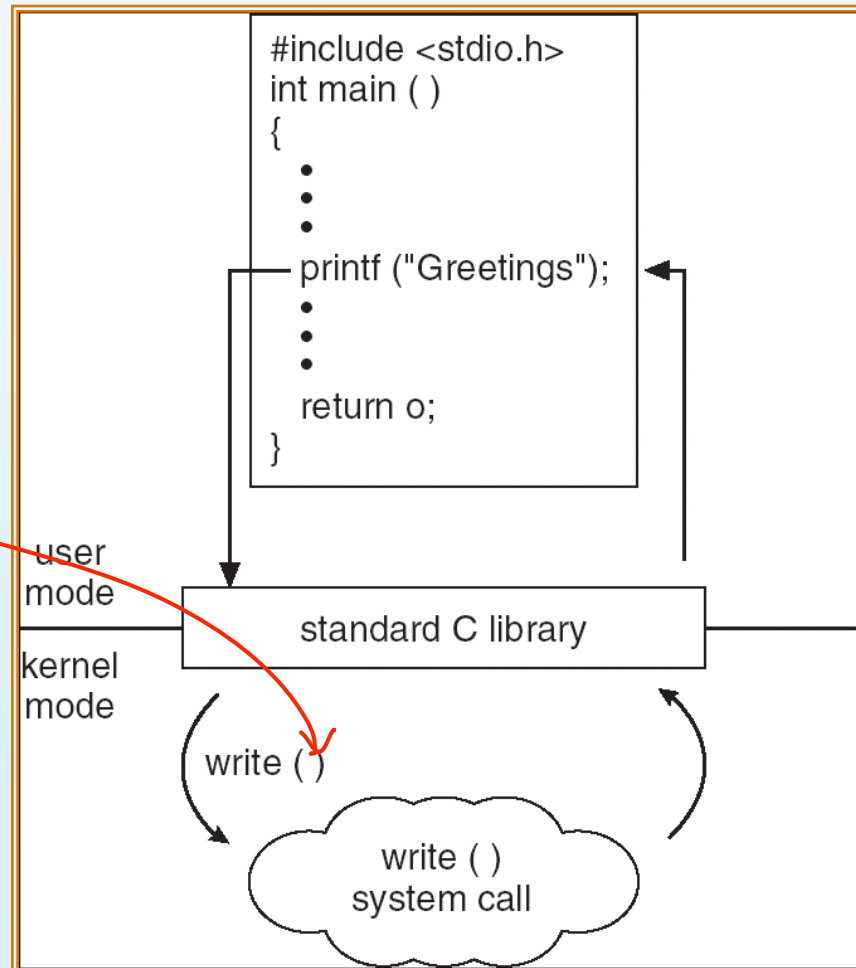 #include <stdio.h>
int main ( )
{
•
•
•
printf ("Greetings");
•
•
•
return o;
}
user
mode
standard C library
kernel
mode
write ( )
write ( )
system call